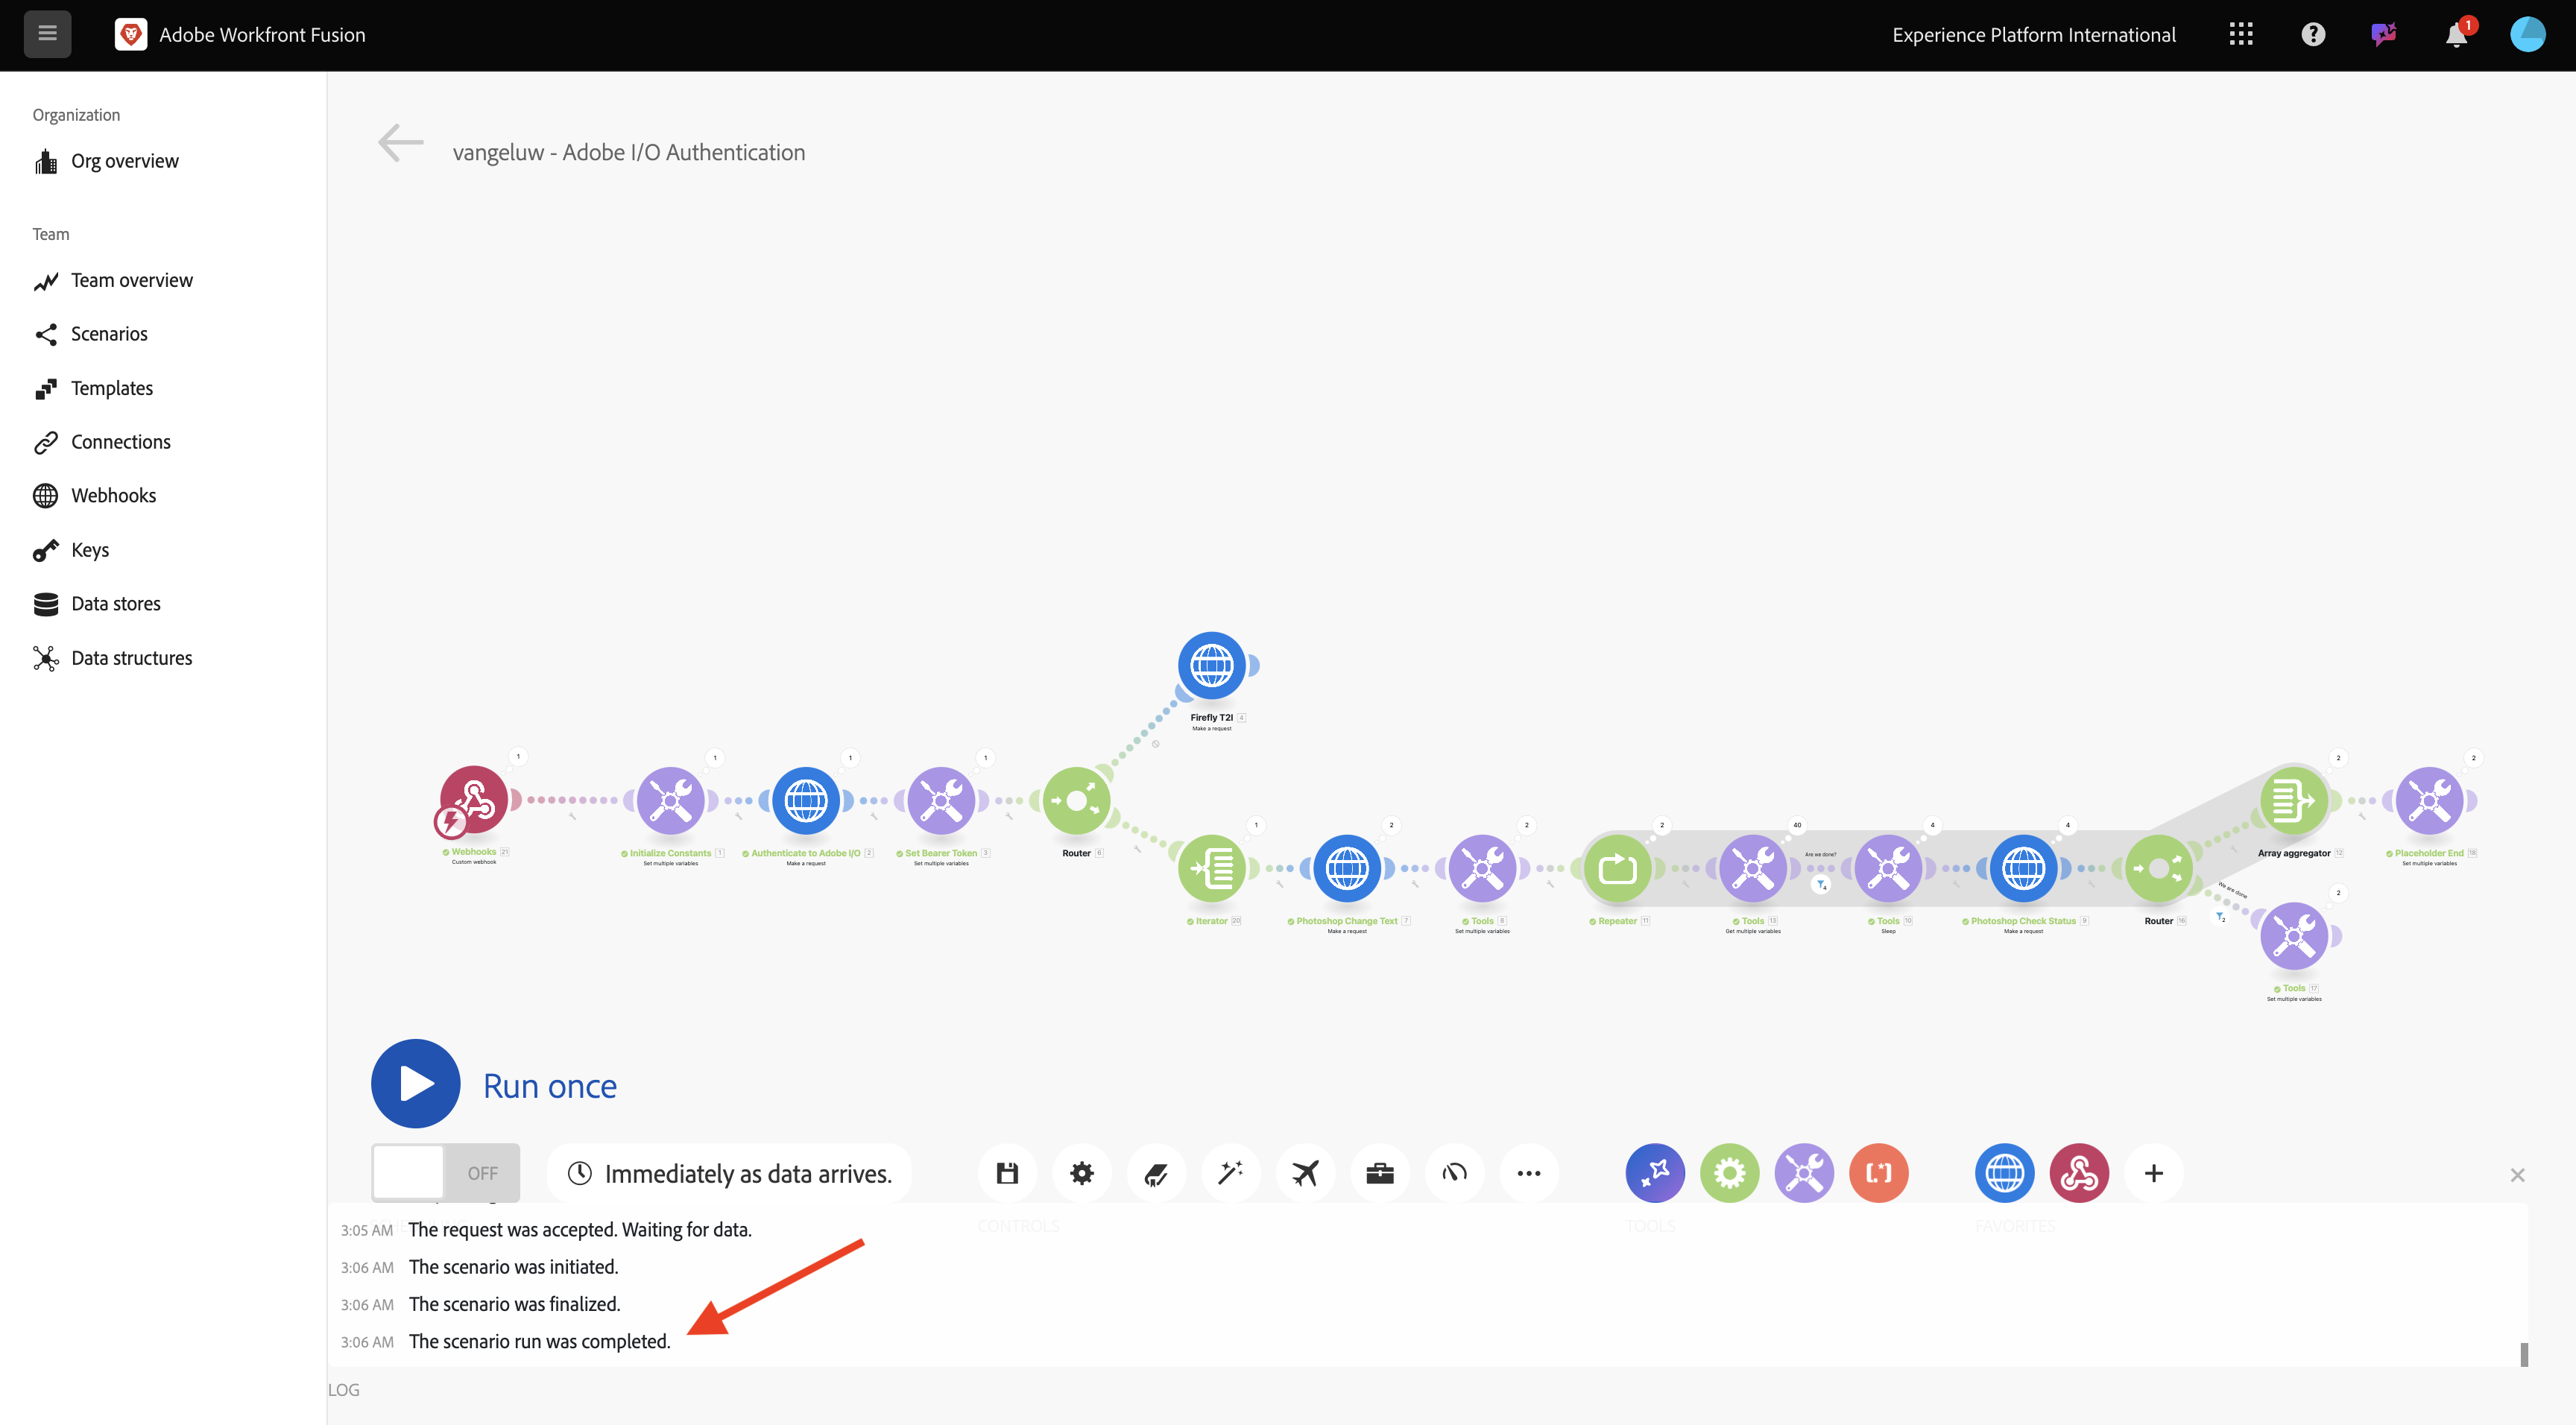 Adobe Workfront Fusion
Experience Platform International
1
Organization
Org overview
Team
Team overview
Scenarios
Templates
Connections
Webhooks
Keys
Data stores
Data structures
vangeluw - Adobe I/O Authentication
Firefly T2I 4
Make a request
1
1
1
1
2
2
Webhooks 21
Custom webhook
Initialize Constants 1
Set multiple variables
Authenticate to Adobe I/O 2
Make a request
Set Bearer Token 3
Set multiple variables
Router 6
Array aggregator 12
Placeholder End 18
Set multiple variables
1
2
2
2
40
4
4
Are we done?
4
We are done
2
2
Iterator 20
Photoshop Change Text 7
Make a request
Tools 8
Set multiple variables
Repeater 11
Tools 13
Get multiple variables
Tools 10
Sleep
Photoshop Check Status 9
Make a request
Router 16
Tools 17
Set multiple variables
Run once
OFF
Immediately as data arrives.
CONTROLS
TOOLS
FAVORITES
3:05 AM The request was accepted. Waiting for data.
3:06 AM The scenario was initiated.
3:06 AM The scenario was finalized.
3:06 AM The scenario run was completed.
LOG